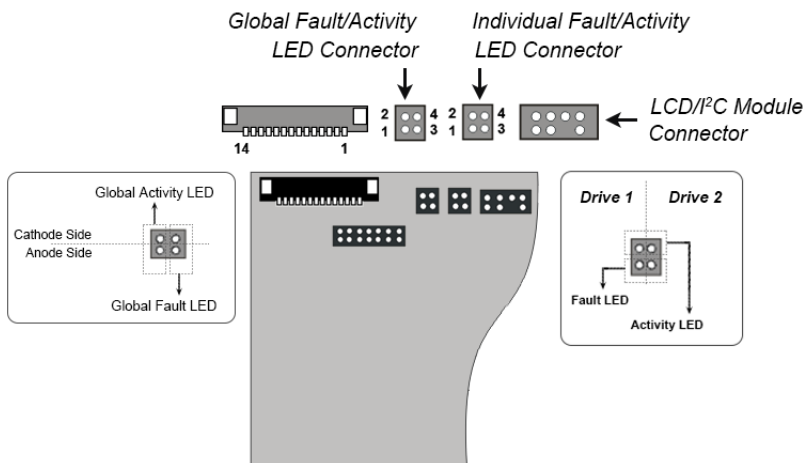 Global Fault/Activity
LED Connector
Individual Fault/Activity
LED Connector
2 4
1 3
2 4
1 3
LCD/I²C Module
Connector
14 1
Global Activity LED
Cathode Side
Anode Side
Global Fault LED
Drive 1 Drive 2
Fault LED
Activity LED